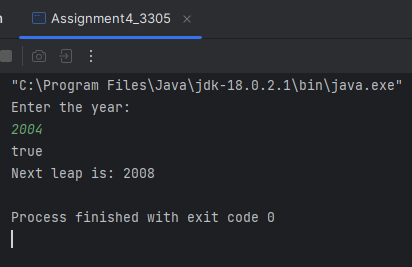 n
Assignment4_3305
"C:\Program Files\Java\jdk-18.0.2.1\bin\java.exe"
Enter the year:
2004
true
Next leap is: 2008
Process finished with exit code 0